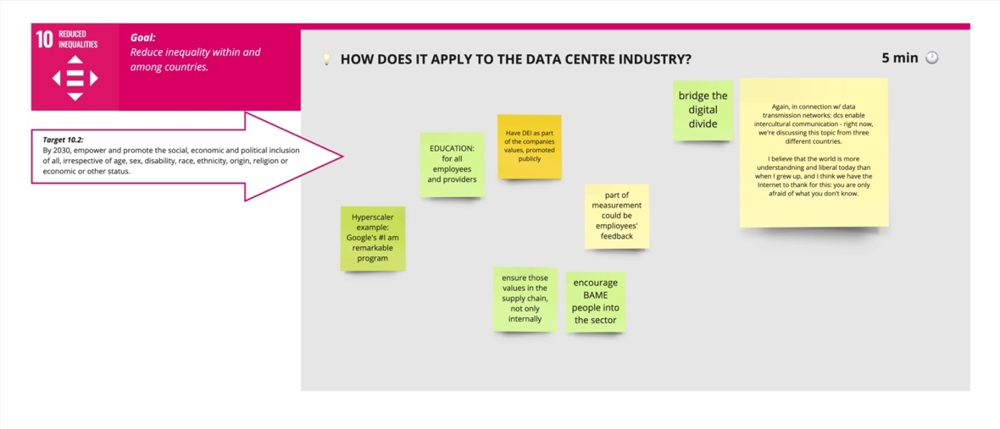 10 REDUCED
INEQUALITIES
Goal:
Reduce inequality within and
among countries.
Target 10.2:
By 2030, empower and promote the social, economic and political inclusion
of all, irrespective of age, sex, disability, race, ethnicity, origin, religion or
economic or other status.
HOW DOES IT APPLY TO THE DATA CENTRE INDUSTRY?
5 min
Hyperscaler
example:
Google's #I am
remarkable
program
EDUCATION:
for all
employees
and providers
Have DEI as part
of the companies
values, promoted
publicly
part of
measurement
could be
emplioyees'
feedback
ensure those
values in the
supply chain,
not only
internally
encourage
BAME
people into
the sector
bridge the
digital
divide
Again, in connection w/ data
transmission networks: dcs enable
intercultural communication - right now,
we're discussing this topic from three
different countries.
I believe that the world is more
understandning and liberal today than
when I grew up, and I think we have the
Internet to thank for this: you are only
afraid of what you don't know.